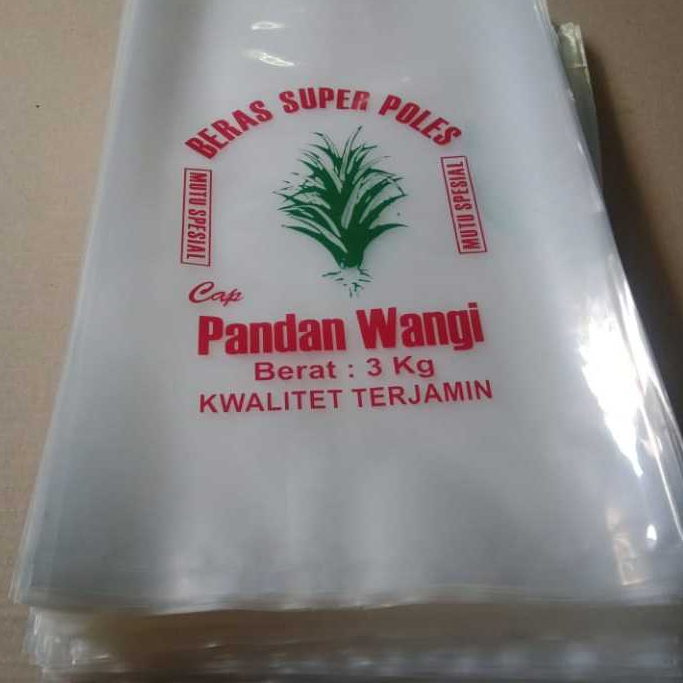 BERAS SUPER POLES
MUTU SPESIAL
MUTU SPESIAL
Cap
Pandan Wangi
Berat : 3 Kg
KWALITET TERJAMIN